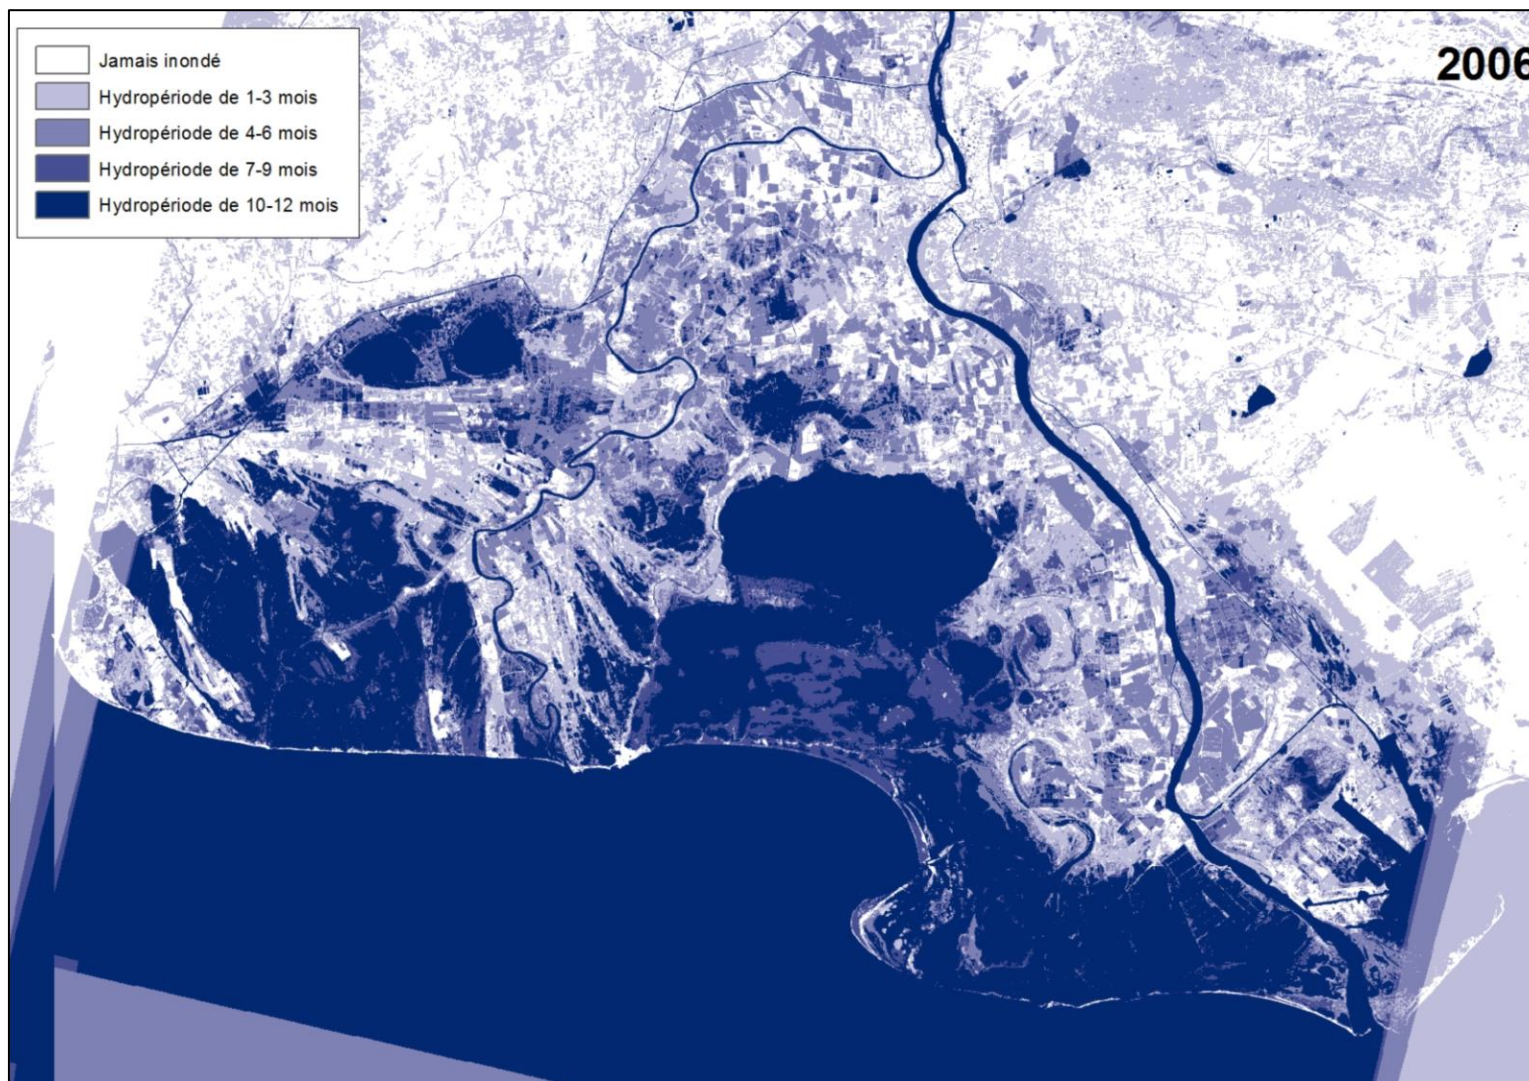 Jamais inondé
Hydropériode de 1-3 mois
Hydropériode de 4-6 mois
Hydropériode de 7-9 mois
Hydropériode de 10-12 mois
2006